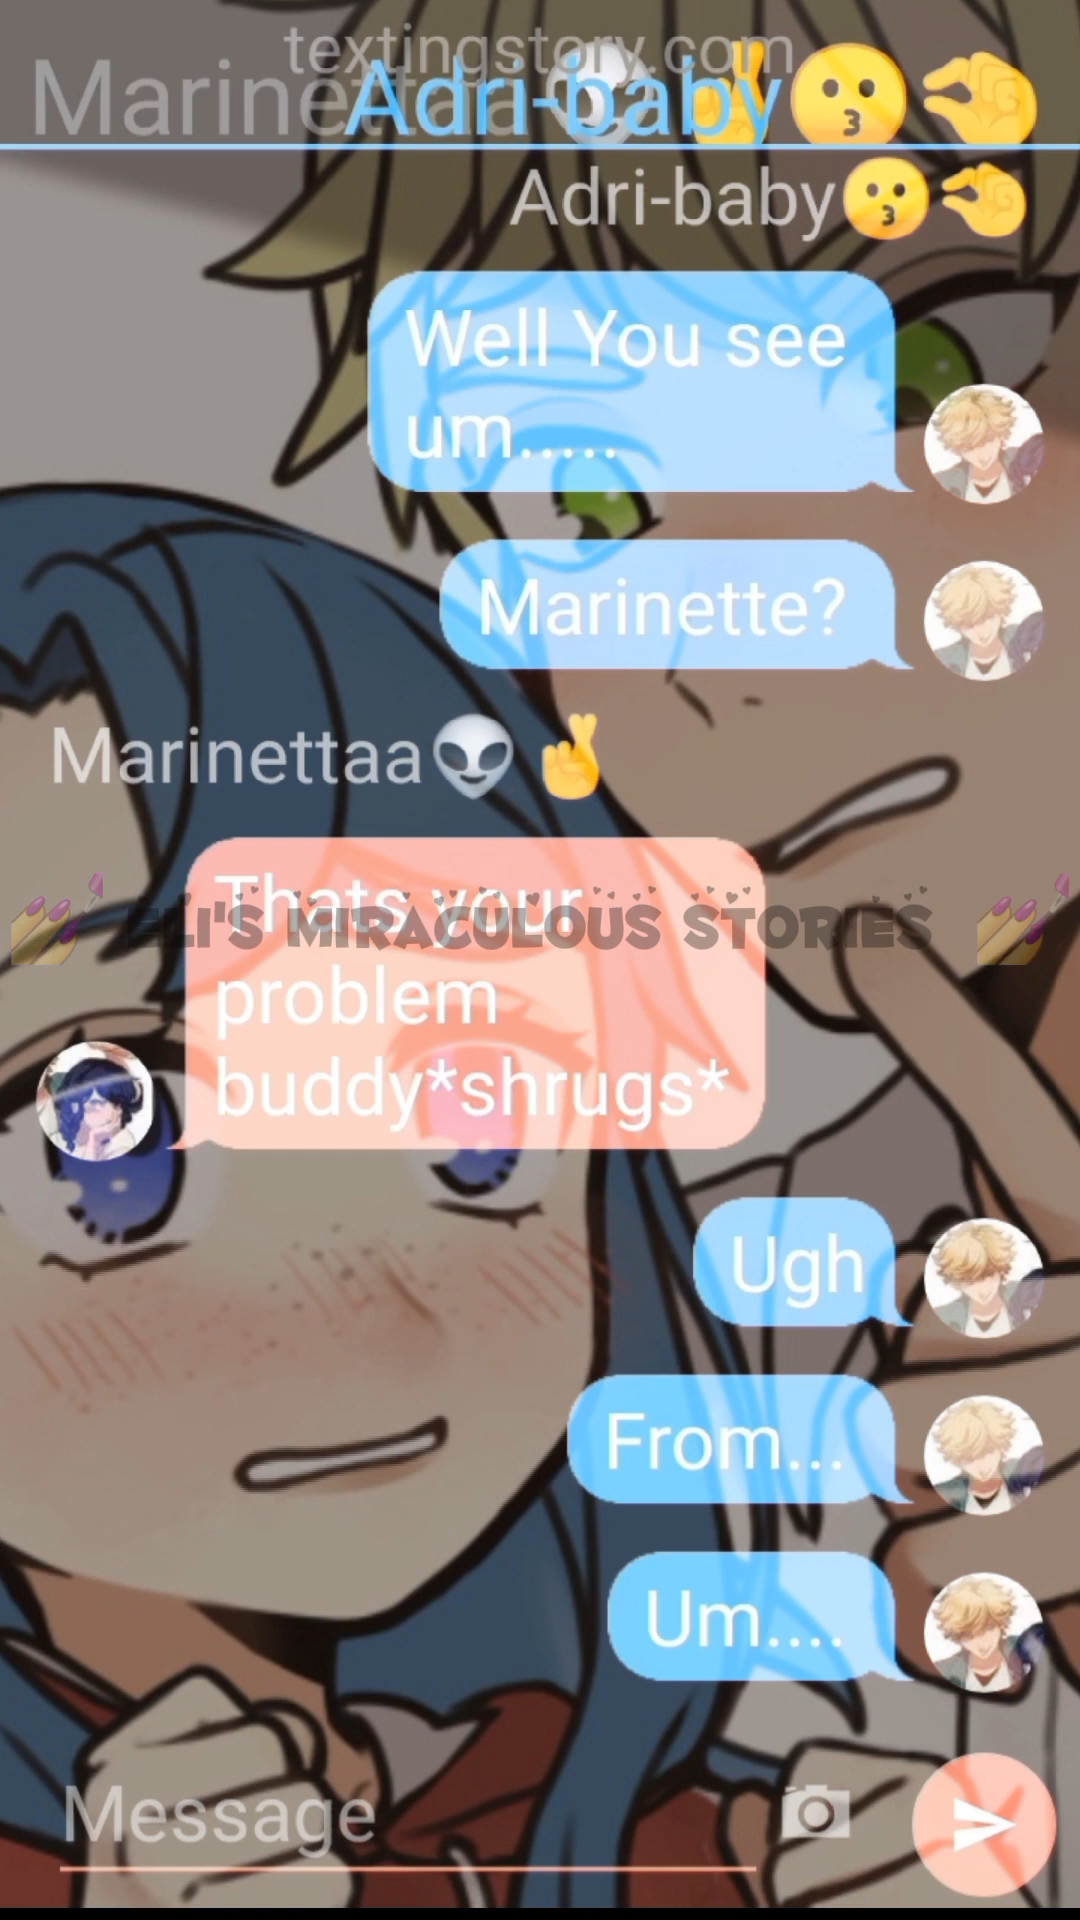 textingstory.com
Marinettaa👽🤞
Adri-baby😗🤏
Adri-baby😗🤏
Well You see
um.....
Marinette?
Marinettaa👽🤞
Thats your
problem
buddy*shrugs*
💅 ELI'S MIRACULOUS STORIES 💅
Ugh
From...
Um....
Message